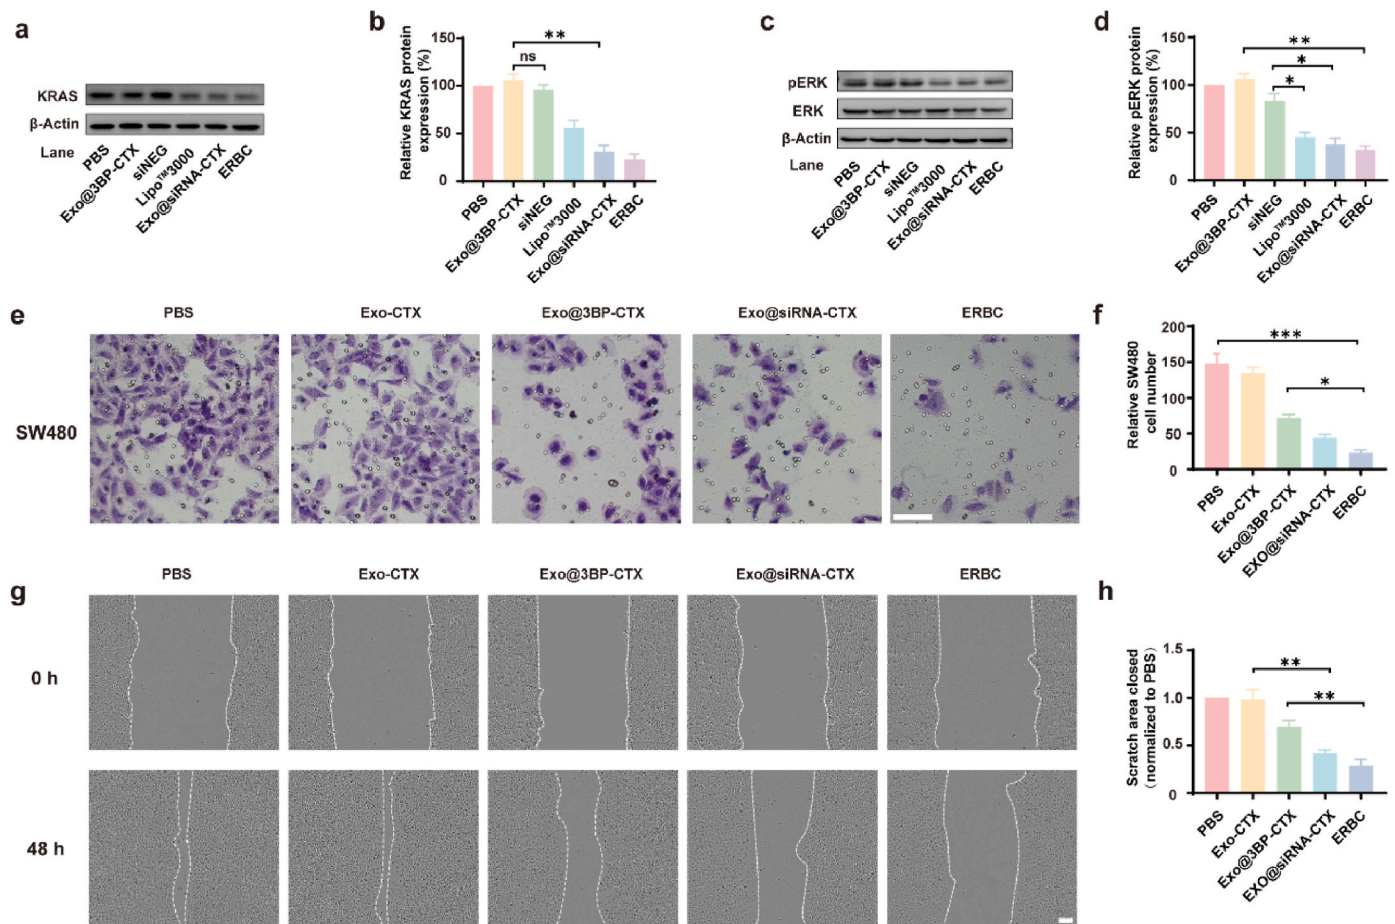 a
KRAS
β-Actin
Lane
PBS
Exo@3BP-CTX
siNEG
Lipo™3000
Exo@siRNA-CTX
ERBC
b
Relative KRAS protein
expression (%)
150
100
50
0
**
ns
PBS
Exo@3BP-CTX
siNEG
Lipo™3000
Exo@siRNA-CTX
ERBC
c
pERK
ERK
β-Actin
Lane
PBS
Exo@3BP-CTX
siNEG
Lipo™3000
Exo@siRNA-CTX
ERBC
d
Relative pERK protein
expression (%)
150
100
50
0
**
*
*
PBS
Exo@3BP-CTX
siNEG
Lipo™3000
Exo@siRNA-CTX
ERBC
e
PBS
Exo-CTX
Exo@3BP-CTX
Exo@siRNA-CTX
ERBC
SW480
f
Relative SW480
cell number
200
150
100
50
0
***
*
PBS
Exo-CTX
Exo@3BP-CTX
EXO@siRNA-CTX
ERBC
g
PBS
Exo-CTX
Exo@3BP-CTX
Exo@siRNA-CTX
ERBC
0 h
48 h
h
Scratch area closed
(normalized to PBS)
1.5
1.0
0.5
0
**
**
PBS
Exo-CTX
Exo@3BP-CTX
EXO@siRNA-CTX
ERBC